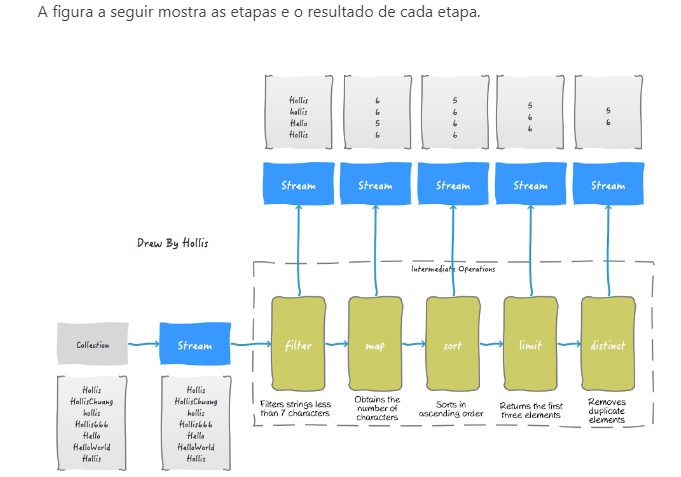 A figura a seguir mostra as etapas e o resultado de cada etapa.
Hollis
hollis
Hello
Hollis
6
6
5
6
5
6
6
6
5
6
6
5
6
Stream
Stream
Stream
Stream
Stream
Drew By Hollis
Intermediate Operations
Collection
Stream
filter
map
sort
limit
distinct
Filters strings less
than 7 characters
Obtains the
number of
characters
Sorts in
ascending order
Returns the first
three elements
Removes
duplicate
elements
Hollis
HollisChuang
hollis
Hollis666
Hello
HelloWorld
Hollis
Hollis
HollisChuang
hollis
Hollis666
Hello
HelloWorld
Hollis